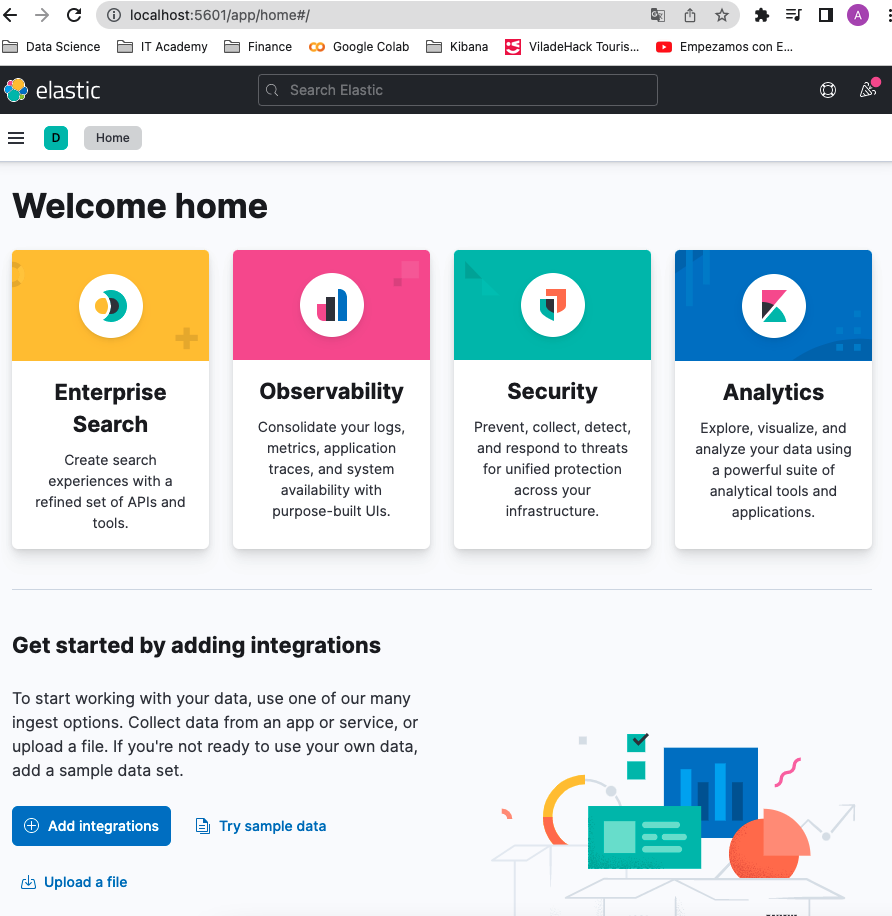 localhost:5601/app/home#/
A
Data Science IT Academy Finance Google Colab Kibana ViladeHack Touris... Empezamos con E...
elastic Search Elastic
D Home
Welcome home
Enterprise
Search
Create search
experiences with a
refined set of APIs and
tools.
Observability
Consolidate your logs,
metrics, application
traces, and system
availability with
purpose-built UIs.
Security
Prevent, collect, detect,
and respond to threats
for unified protection
across your
infrastructure.
Analytics
Explore, visualize, and
analyze your data using
a powerful suite of
analytical tools and
applications.
Get started by adding integrations
To start working with your data, use one of our many
ingest options. Collect data from an app or service, or
upload a file. If you're not ready to use your own data,
add a sample data set.
Add integrations Try sample data
Upload a file